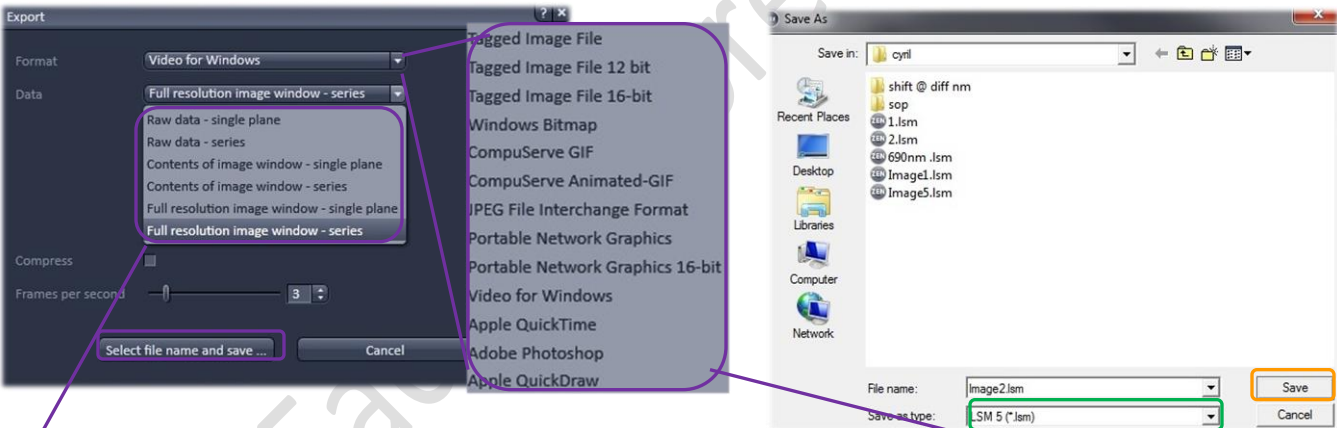 Export
Format
Video for Windows
Data
Full resolution image window - series
Raw data - single plane
Raw data - series
Contents of image window - single plane
Contents of image window - series
Full resolution image window - single plane
Full resolution image window - series
Compress
Frames per second
3
Select file name and save ...
Cancel
Tagged Image File
Tagged Image File 12 bit
Tagged Image File 16-bit
Windows Bitmap
CompuServe GIF
CompuServe Animated-GIF
JPEG File Interchange Format
Portable Network Graphics
Portable Network Graphics 16-bit
Video for Windows
Apple QuickTime
Adobe Photoshop
Apple QuickDraw
Save As
Save in:
cyril
Recent Places
Desktop
Libraries
Computer
Network
shift @ diff nm
sop
1.lsm
2.lsm
690nm .lsm
Image1.lsm
Image5.lsm
File name:
Image2.lsm
Save
Save as type:
LSM 5 (*.lsm)
Cancel